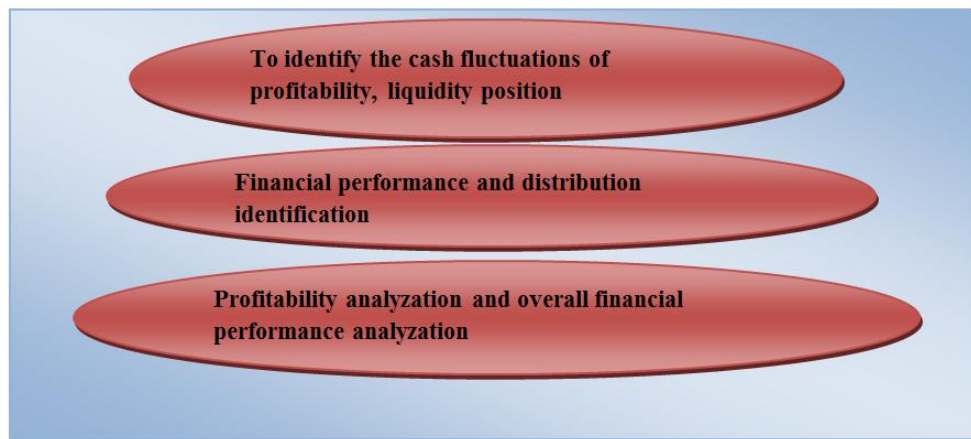 To identify the cash fluctuations of
profitability, liquidity position
Financial performance and distribution
identification
Profitability analyzation and overall financial
performance analyzation